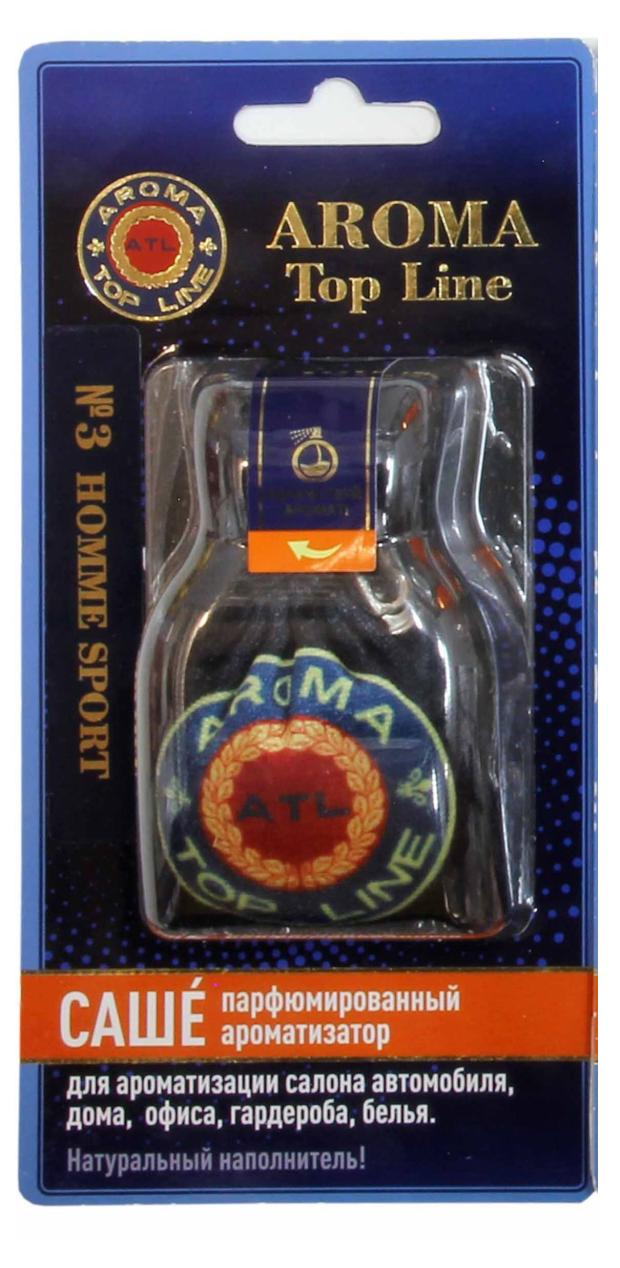 AROMA
ATL
TOP LINE
AROMA
Top Line
№3 HOMME SPORT
AROMA
ATL
TOP LINE
САШЕ́ парфюмированный
ароматизатор
для ароматизации салона автомобиля,
дома, офиса, гардероба, белья.
Натуральный наполнитель!